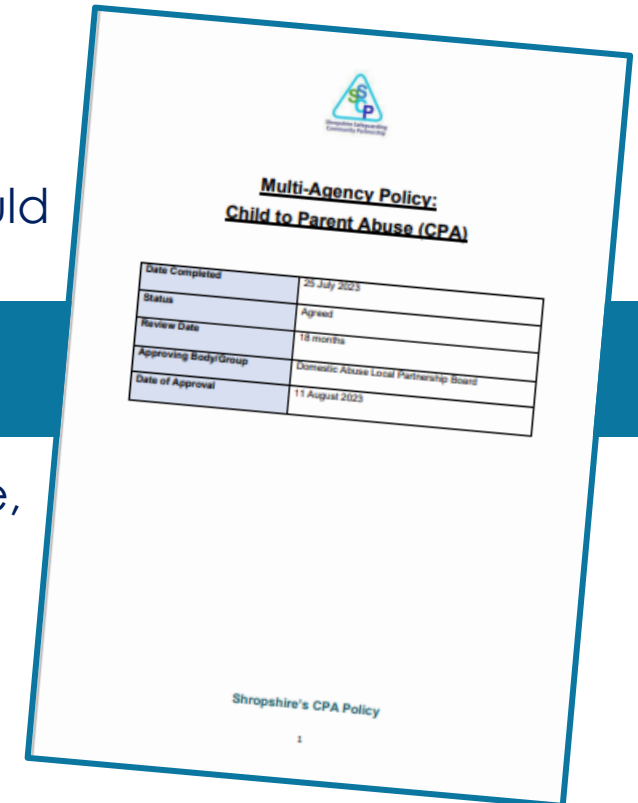 uld
e,
SSCP
Shropshire Safeguarding
Community Partnership
Multi-Agency Policy:
Child to Parent Abuse (CPA)
Date Completed 25 July 2023
Status Agreed
Review Date 18 months
Approving Body/Group Domestic Abuse Local Partnership Board
Date of Approval 11 August 2023
Shropshire's CPA Policy
1